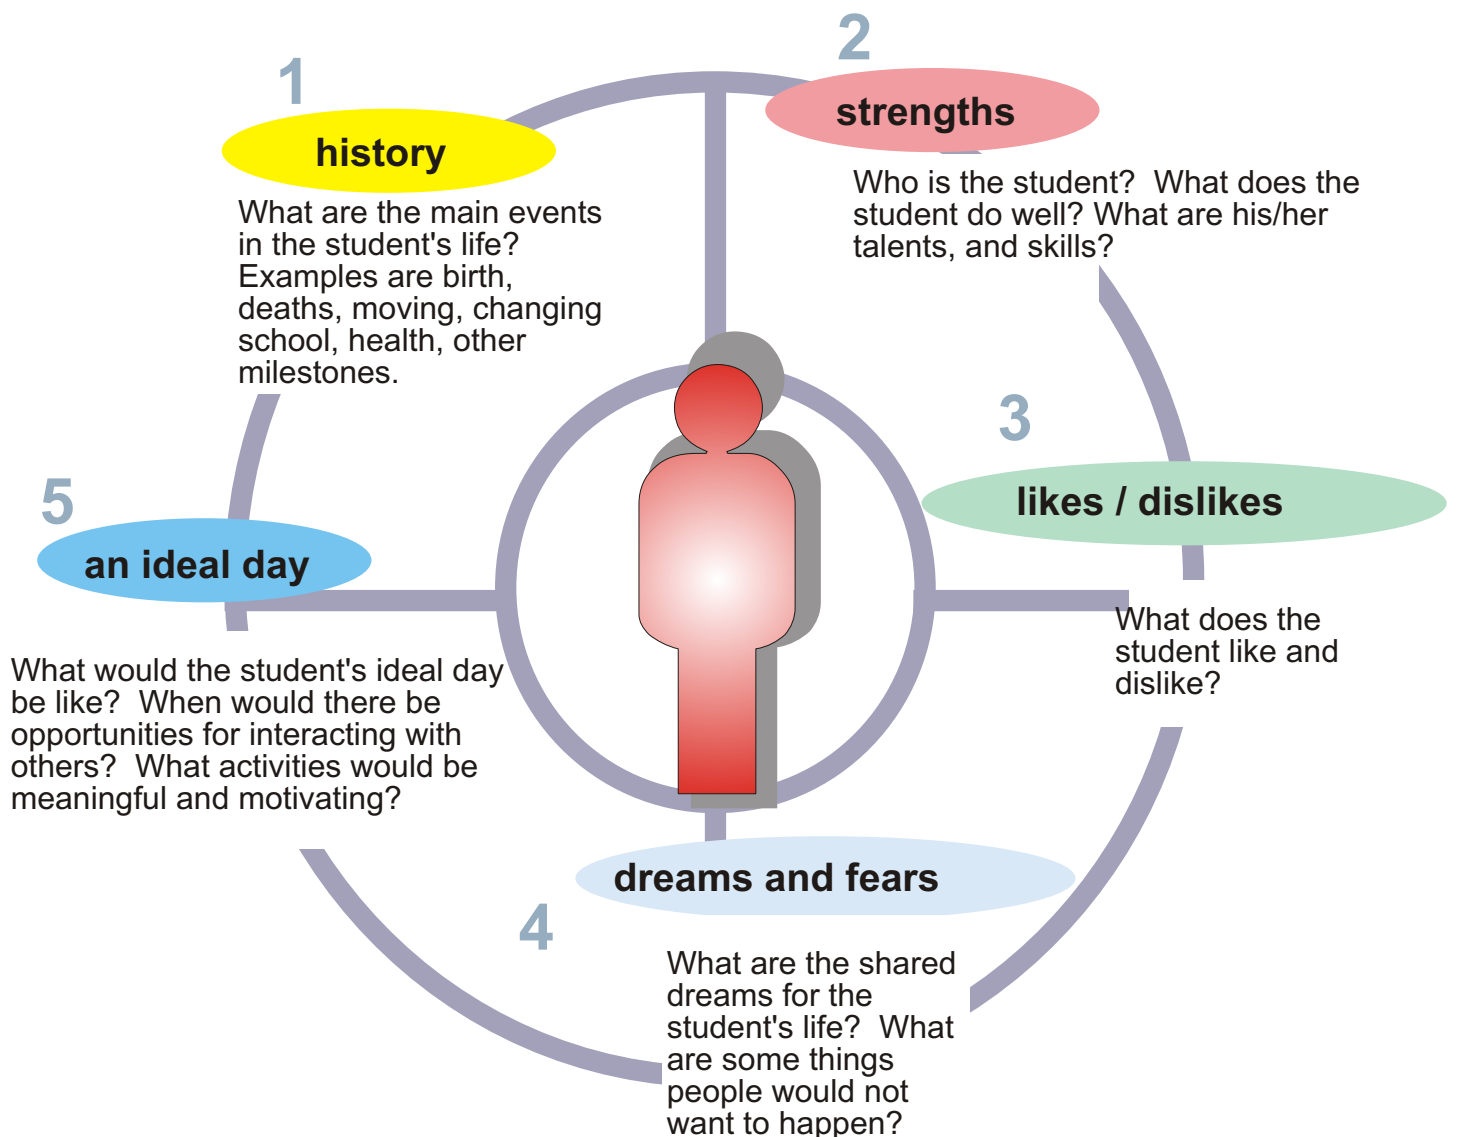 1
history
What are the main events
in the student's life?
Examples are birth,
deaths, moving, changing
school, health, other
milestones.
2
strengths
Who is the student?  What does the
student do well? What are his/her
talents, and skills?
3
likes / dislikes
What does the
student like and
dislike?
4
dreams and fears
What are the shared
dreams for the
student's life?  What
are some things
people would not
want to happen?
5
an ideal day
What would the student's ideal day
be like?  When would there be
opportunities for interacting with
others?  What activities would be
meaningful and motivating?